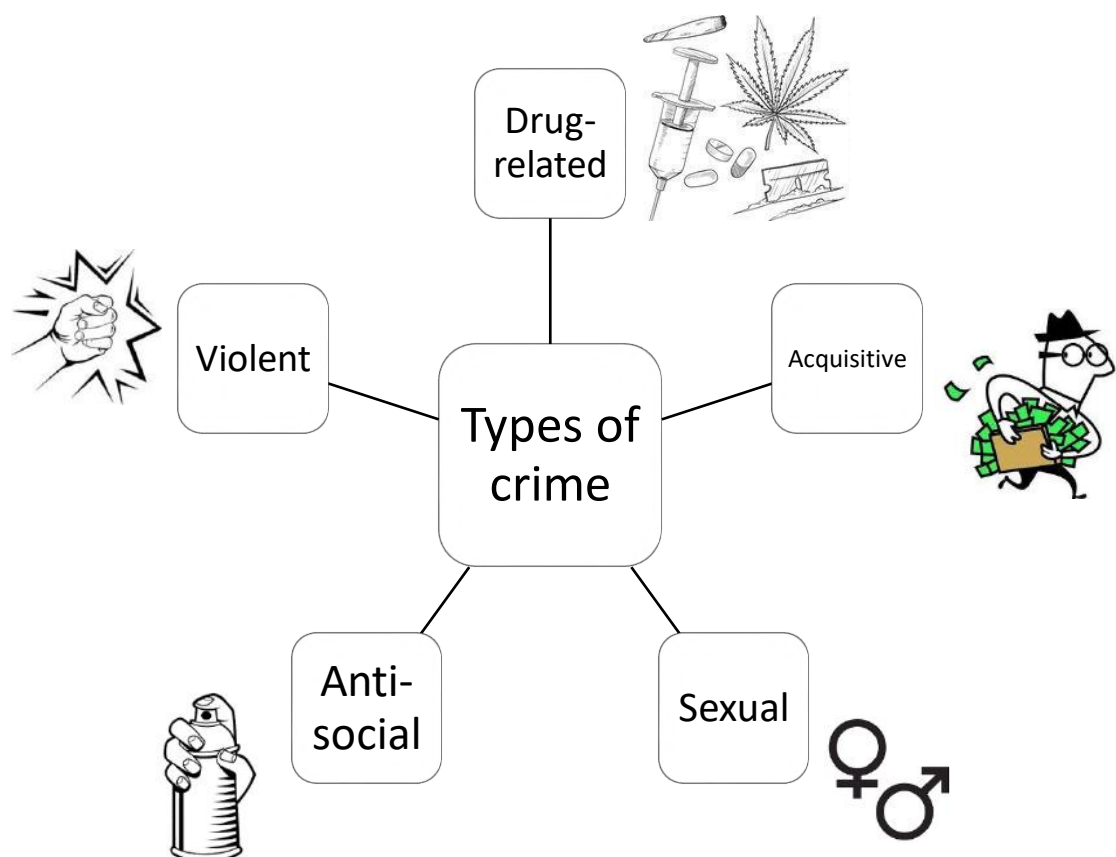 Drug-
related
Violent
Acquisitive
Types of
crime
Anti-
social
Sexual